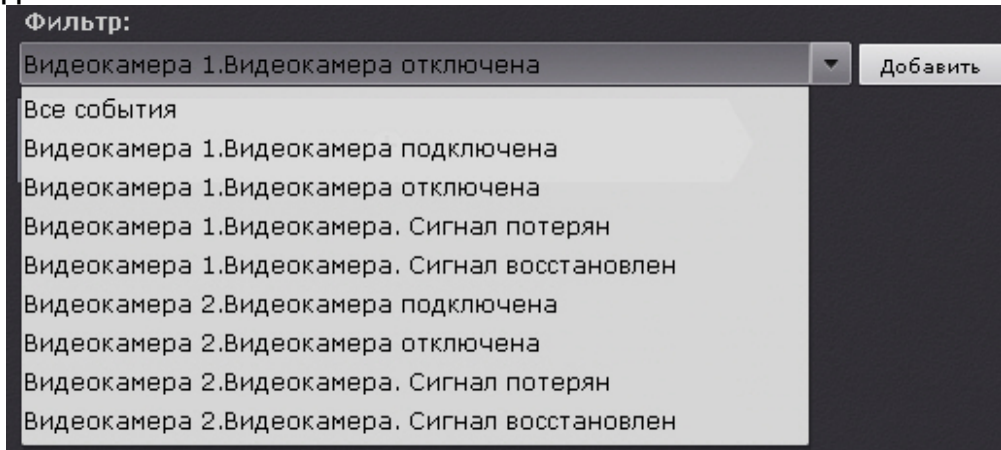 Фильтр:
Видеокамера 1.Видеокамера отключена
Добавить
Все события
Видеокамера 1.Видеокамера подключена
Видеокамера 1.Видеокамера отключена
Видеокамера 1.Видеокамера. Сигнал потерян
Видеокамера 1.Видеокамера. Сигнал восстановлен
Видеокамера 2.Видеокамера подключена
Видеокамера 2.Видеокамера отключена
Видеокамера 2.Видеокамера. Сигнал потерян
Видеокамера 2.Видеокамера. Сигнал восстановлен